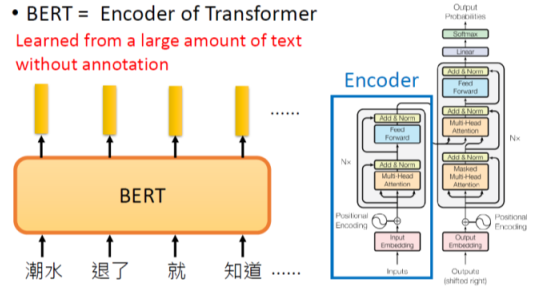 • BERT = Encoder of Transformer
Learned from a large amount of text
without annotation
......
BERT
潮水 退了 就 知道 ......
Encoder
Output
Probabilities
Softmax
Linear
Add & Norm
Feed
Forward
Add & Norm
Multi-Head
Attention
Nx
Add & Norm
Masked
Multi-Head
Attention
Add & Norm
Feed
Forward
Nx
Add & Norm
Multi-Head
Attention
Positional
Encoding
Input
Embedding
Inputs
Positional
Encoding
Output
Embedding
Outputs
(shifted right)